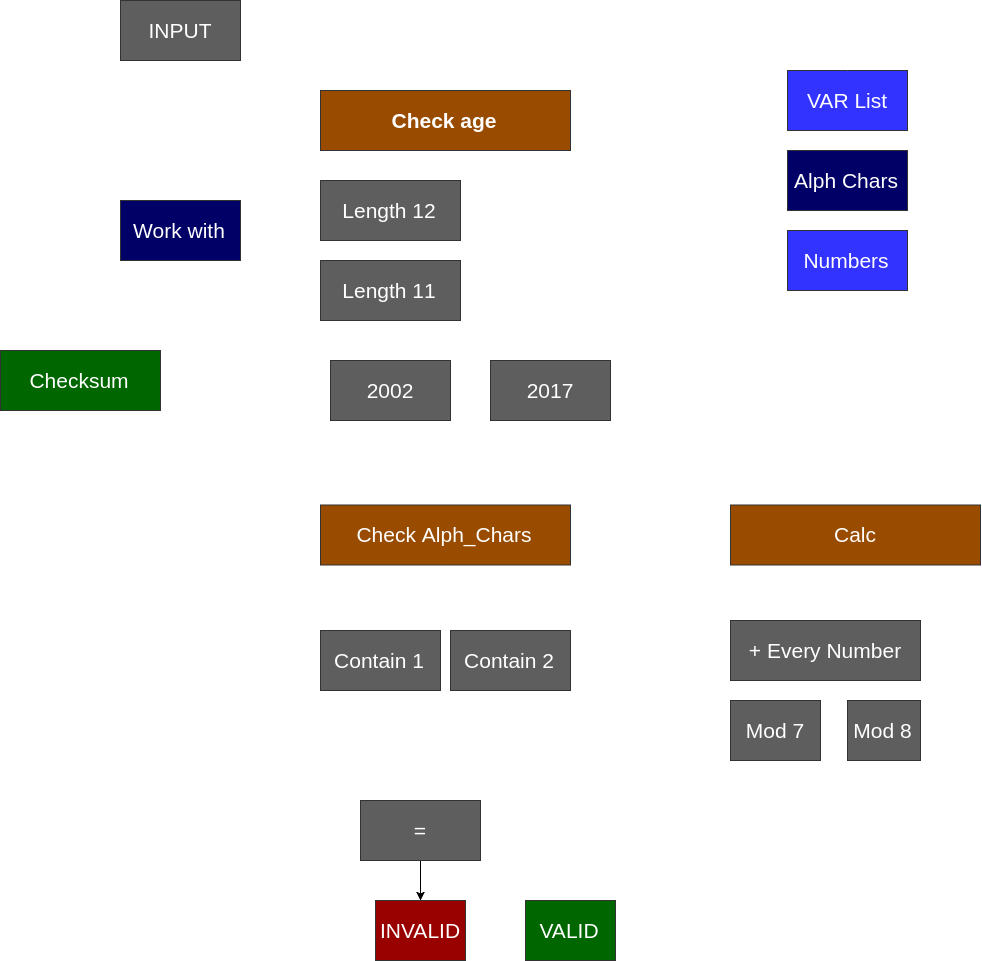 INPUT
VAR List
Check age
Alph Chars
Length 12
Work with
Numbers
Length 11
Checksum
2002
2017
Check Alph_Chars
Calc
+ Every Number
Contain 1
Contain 2
Mod 7
Mod 8
=
INVALID
VALID